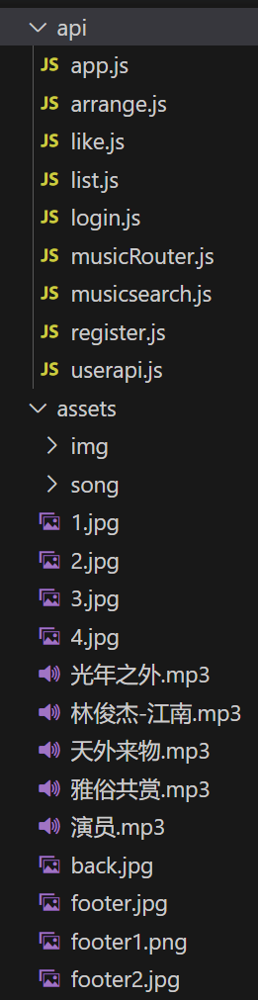 api
JS app.js
JS arrange.js
JS like.js
JS list.js
JS login.js
JS musicRouter.js
JS musicsearch.js
JS register.js
JS userapi.js
assets
img
song
1.jpg
2.jpg
3.jpg
4.jpg
光年之外.mp3
林俊杰-江南.mp3
天外来物.mp3
雅俗共赏.mp3
演员.mp3
back.jpg
footer.jpg
footer1.png
footer2.jpg